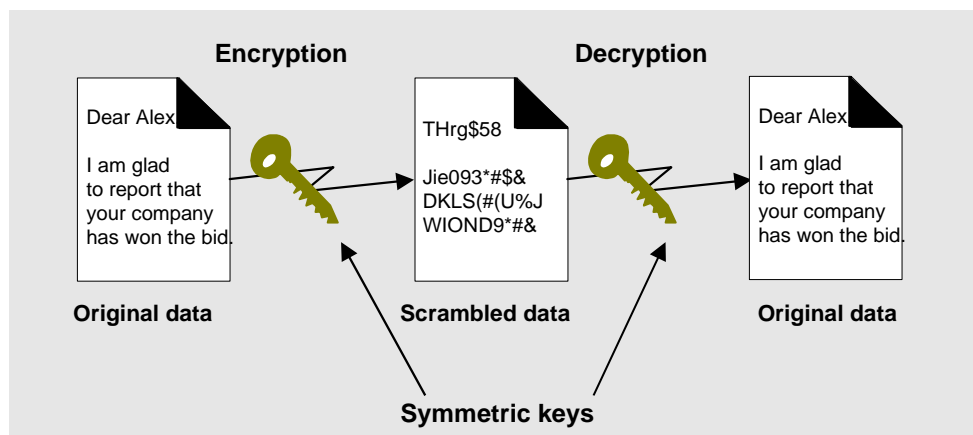 Encryption
Decryption
Dear Alex
I am glad
to report that
your company
has won the bid.
THrg$58
Jie093*#$&
DKLS(#(U%J
WIOND9*#&
Dear Alex
I am glad
to report that
your company
has won the bid.
Original data
Scrambled data
Original data
Symmetric keys